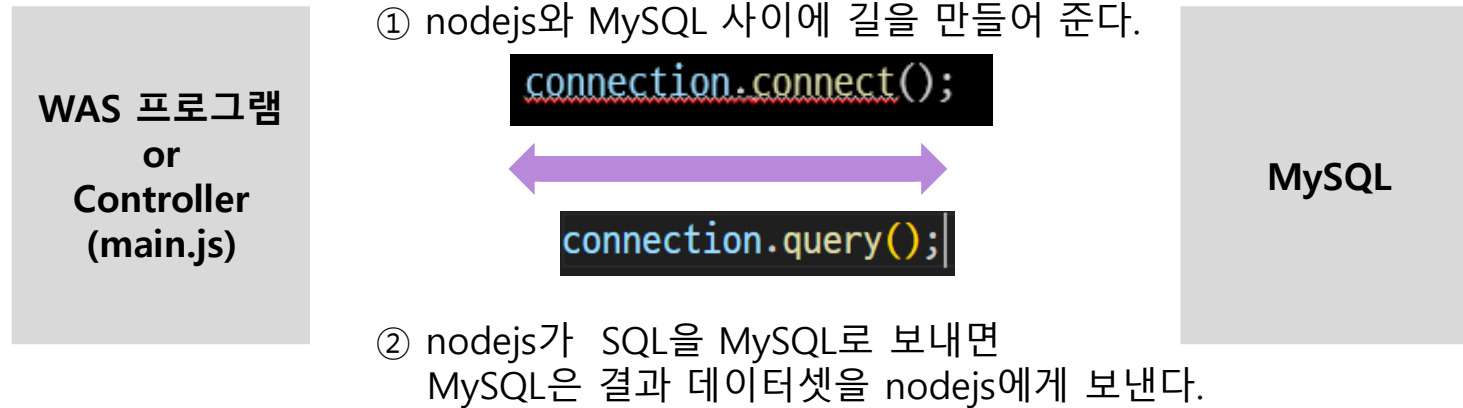 ① nodejs와 MySQL 사이에 길을 만들어 준다.
connection.connect();
WAS 프로그램
or
Controller
(main.js)
MySQL
connection.query();
② nodejs가  SQL을 MySQL로 보내면
MySQL은 결과 데이터셋을 nodejs에게 보낸다.